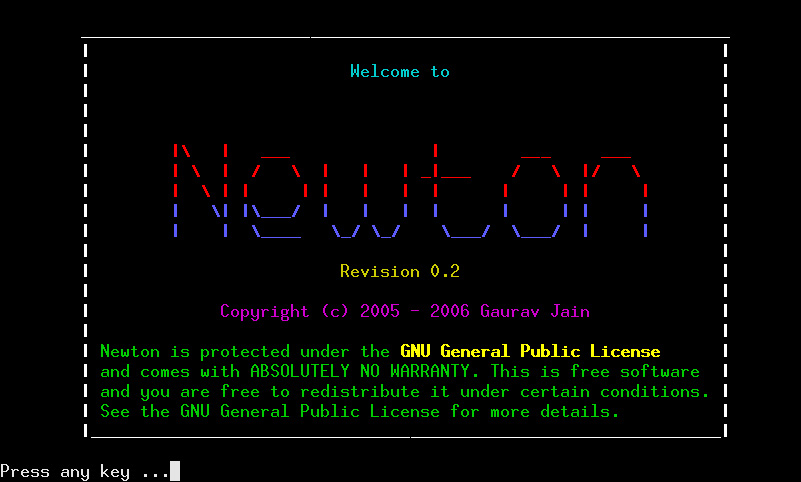 Welcome to
Newton
Revision 0.2
Copyright (c) 2005 - 2006 Gaurav Jain
Newton is protected under the GNU General Public License
and comes with ABSOLUTELY NO WARRANTY. This is free software
and you are free to redistribute it under certain conditions.
See the GNU General Public License for more details.
Press any key ...